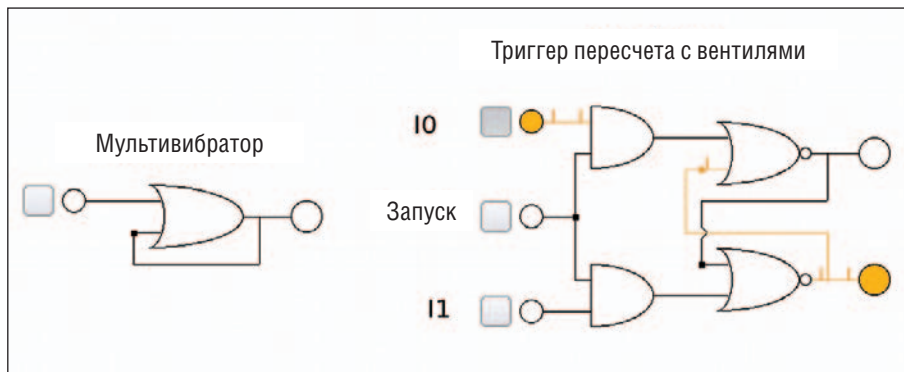 Мультивибратор
Триггер пересчета с вентилями
I0
Запуск
I1